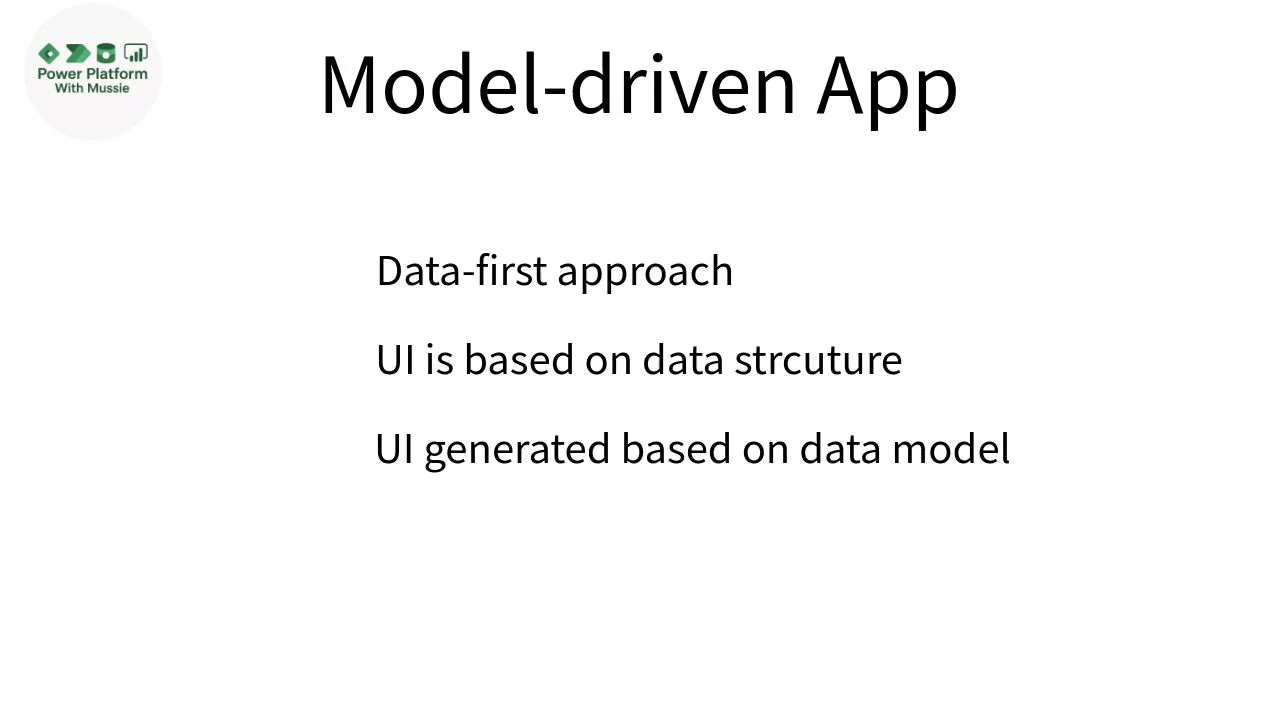 Power Platform
With Mussie
Model-driven App
Data-first approach
UI is based on data strcuture
UI generated based on data model